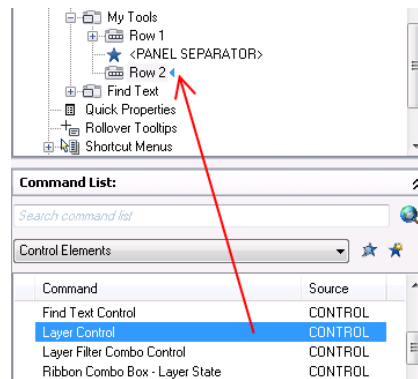 My Tools
Row 1
<PANEL SEPARATOR>
Row 2
Find Text
Quick Properties
Rollover Tooltips
Shortcut Menus
Command List:
Search command list
Control Elements
Command Source
Find Text Control CONTROL
Layer Control CONTROL
Layer Filter Combo Control CONTROL
Ribbon Combo Box - Layer State CONTROL